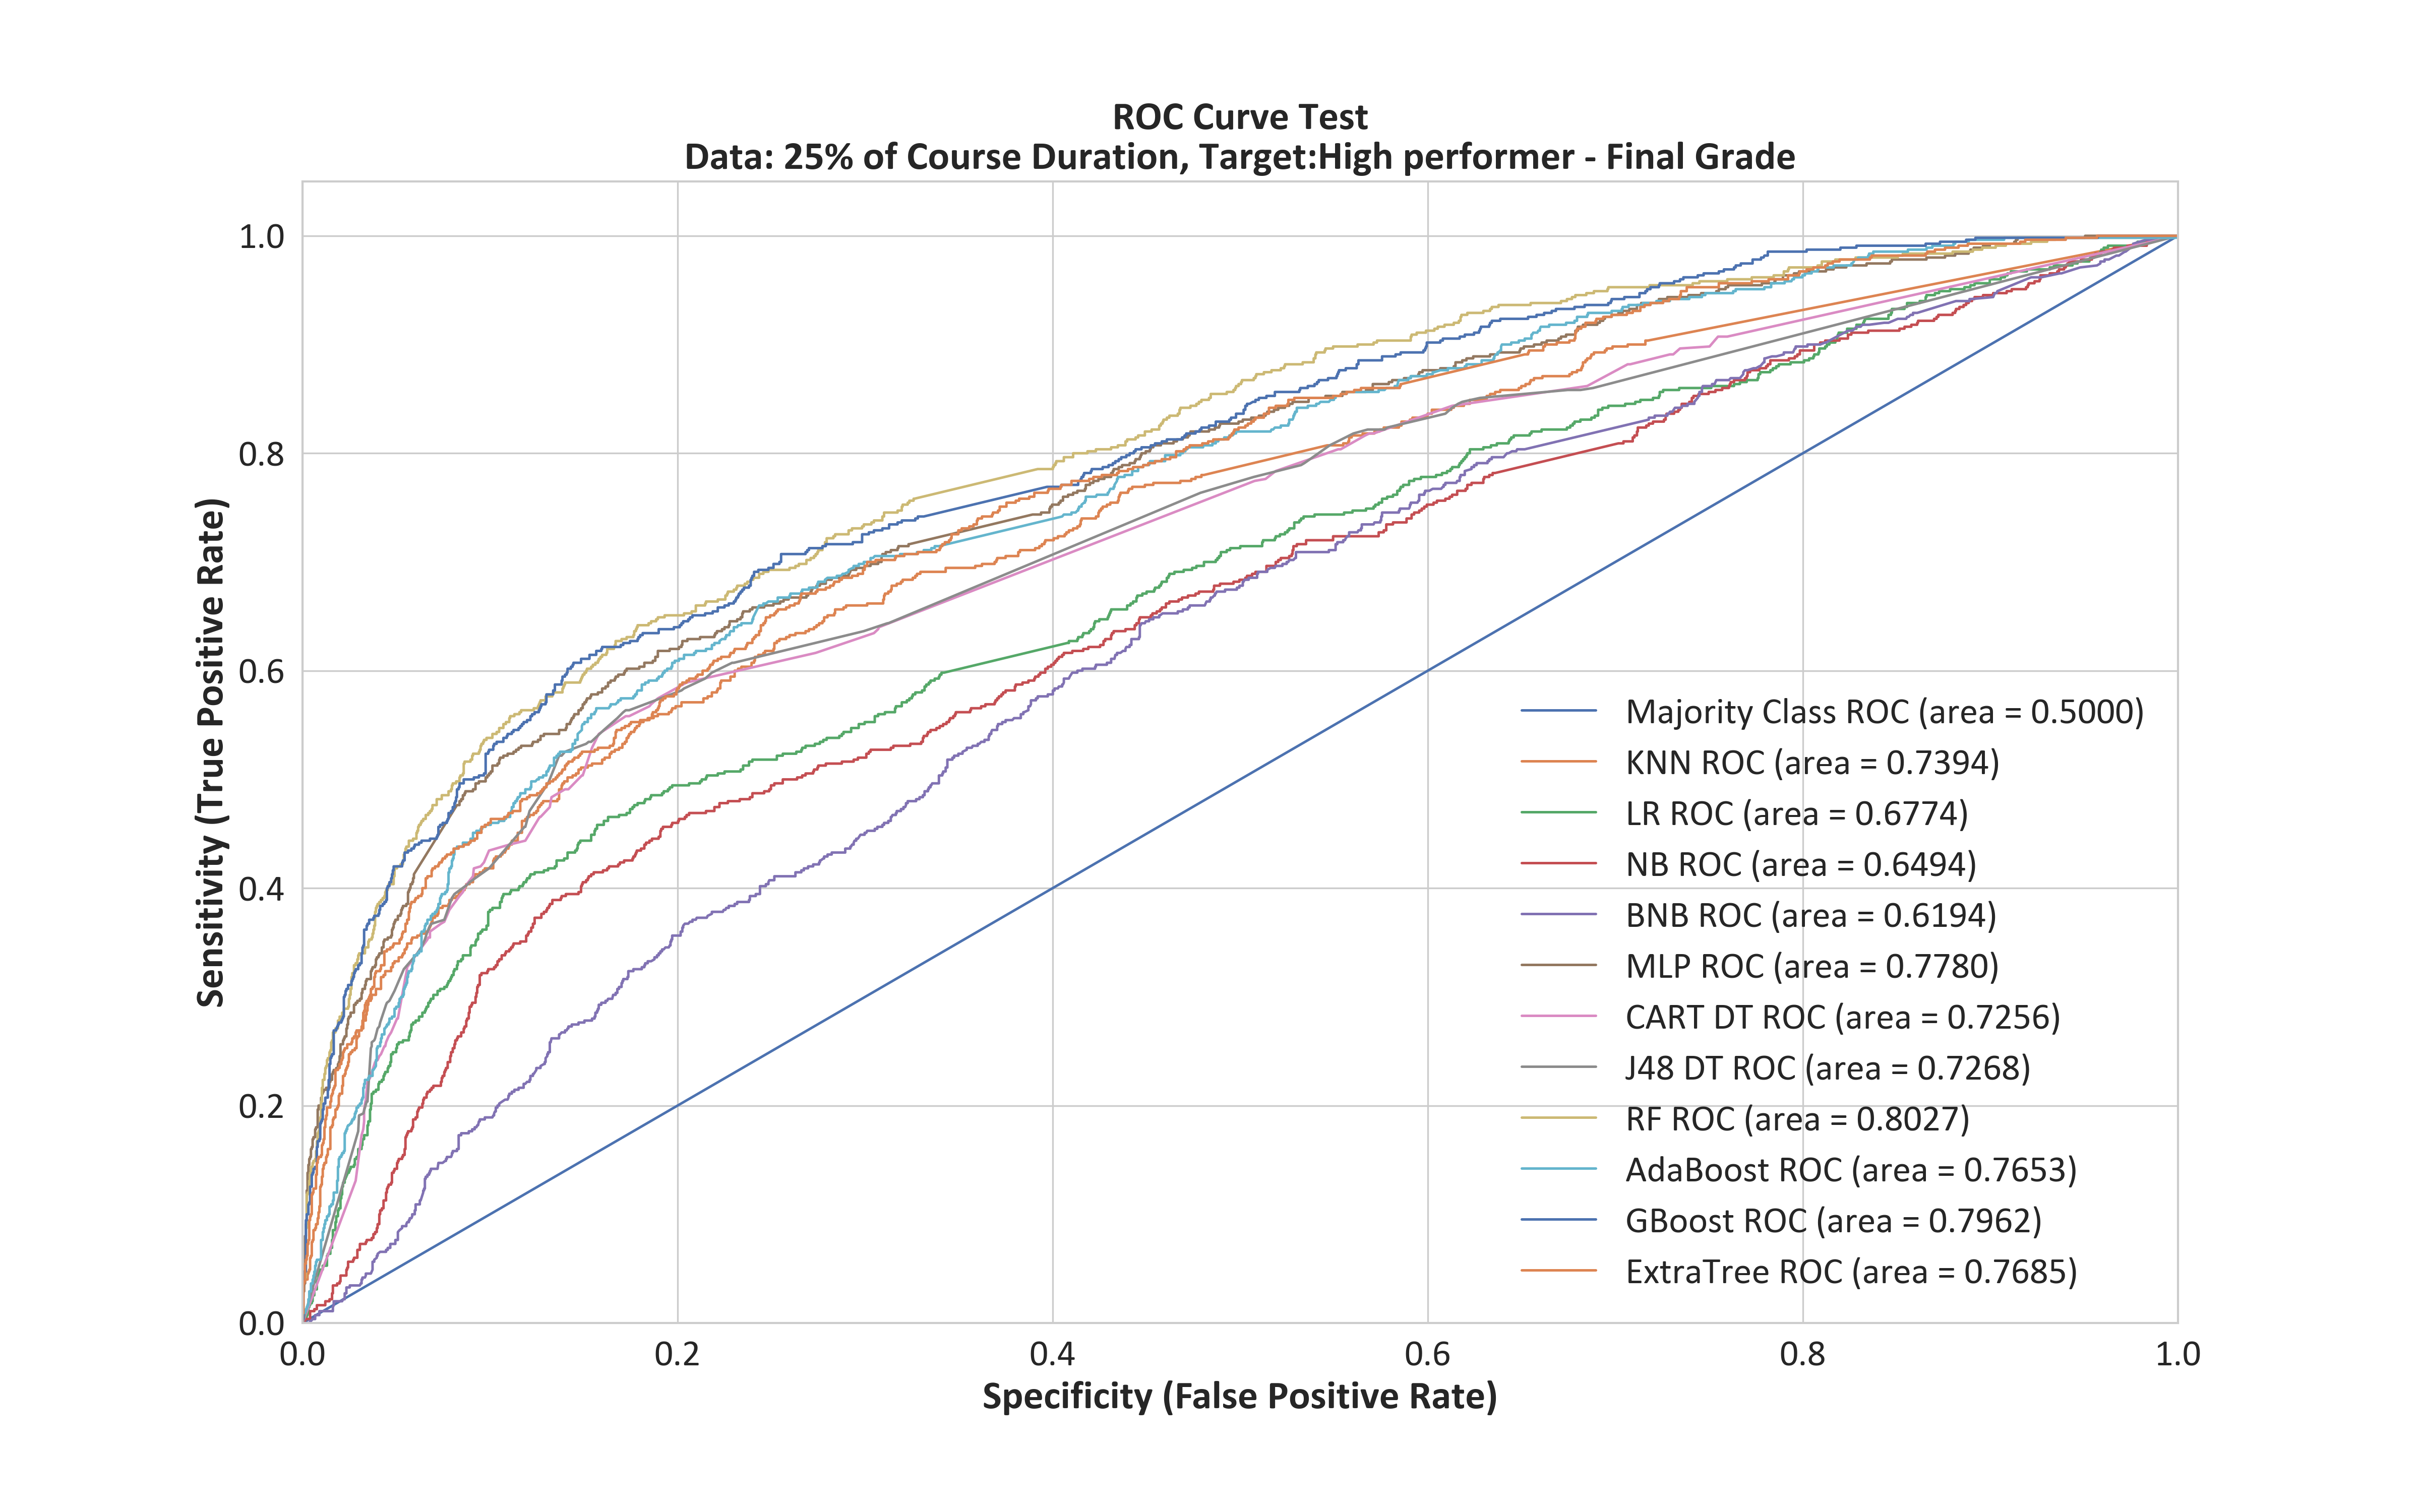 ROC Curve Test
Data: 25% of Course Duration, Target:High performer - Final Grade
Sensitivity (True Positive Rate)
1.0
0.8
0.6
0.4
0.2
0.0
Majority Class ROC (area = 0.5000)
KNN ROC (area = 0.7394)
LR ROC (area = 0.6774)
NB ROC (area = 0.6494)
BNB ROC (area = 0.6194)
MLP ROC (area = 0.7780)
CART DT ROC (area = 0.7256)
J48 DT ROC (area = 0.7268)
RF ROC (area = 0.8027)
AdaBoost ROC (area = 0.7653)
GBoost ROC (area = 0.7962)
ExtraTree ROC (area = 0.7685)
0.0 0.2 0.4 0.6 0.8 1.0
Specificity (False Positive Rate)